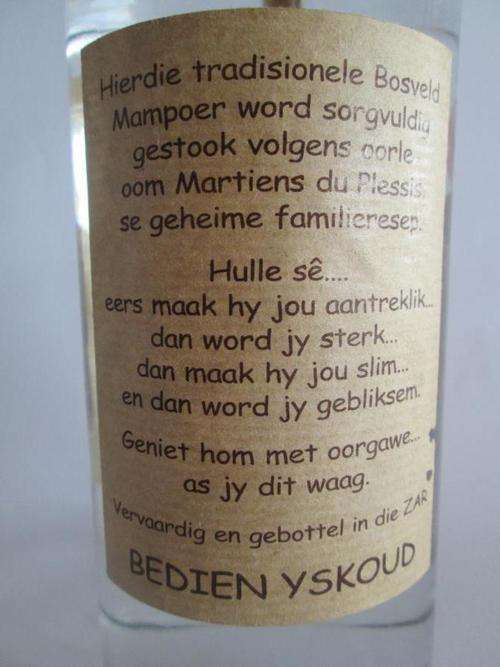 Hierdie tradisionele Bosveld
Mampoer word sorgvuldig
gestook volgens oorle
oom Martiens du Plessis
se geheime familieresep.
Hulle sê....
eers maak hy jou aantreklik...
dan word jy sterk...
dan maak hy jou slim...
en dan word jy gebliksem.
Geniet hom met oorgawe...
as jy dit waag.
Vervaardig en gebottel in die ZAR
BEDIEN YSKOUD